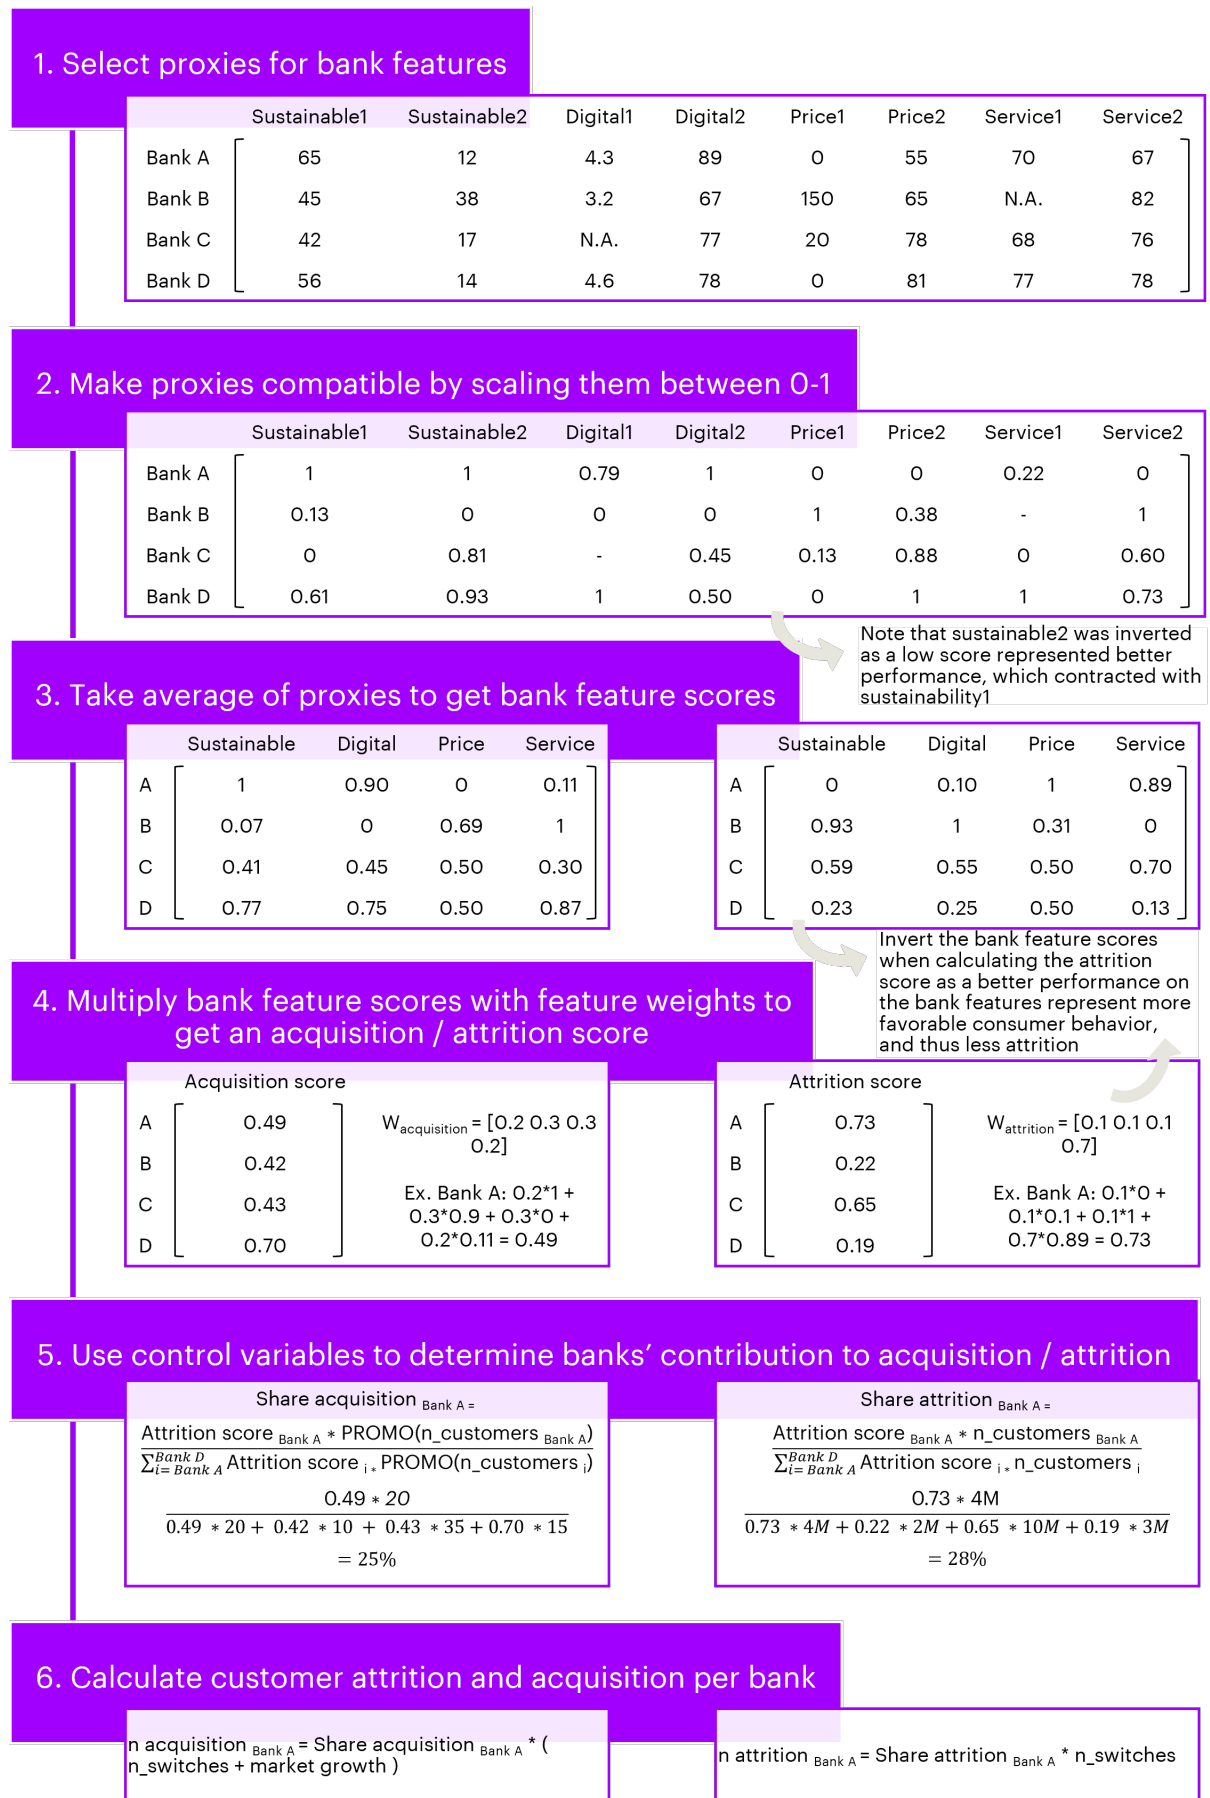 1. Select proxies for bank features
Sustainable1 Sustainable2 Digital1 Digital2 Price1 Price2 Service1 Service2
Bank A 65 12 4.3 89 0 55 70 67
Bank B 45 38 3.2 67 150 65 N.A. 82
Bank C 42 17 N.A. 77 20 78 68 76
Bank D 56 14 4.6 78 0 81 77 78
2. Make proxies compatible by scaling them between 0-1
Sustainable1 Sustainable2 Digital1 Digital2 Price1 Price2 Service1 Service2
Bank A 1 1 0.79 1 0 0 0.22 0
Bank B 0.13 0 0 0 1 0.38 - 1
Bank C 0 0.81 - 0.45 0.13 0.88 0 0.60
Bank D 0.61 0.93 1 0.50 0 1 1 0.73
Note that sustainable2 was inverted
as a low score represented better
performance, which contracted with
sustainability1
3. Take average of proxies to get bank feature scores
Sustainable Digital Price Service
A 1 0.90 0 0.11
B 0.07 0 0.69 1
C 0.41 0.45 0.50 0.30
D 0.77 0.75 0.50 0.87
Sustainable Digital Price Service
A 0 0.10 1 0.89
B 0.93 1 0.31 0
C 0.59 0.55 0.50 0.70
D 0.23 0.25 0.50 0.13
Invert the bank feature scores
when calculating the attrition
score as a better performance on
the bank features represent more
favorable consumer behavior,
and thus less attrition
4. Multiply bank feature scores with feature weights to
get an acquisition / attrition score
Acquisition score
A 0.49
B 0.42
C 0.43
D 0.70
Wacquisition = [0.2 0.3 0.3
0.2]
Ex. Bank A: 0.2*1 +
0.3*0.9 + 0.3*0 +
0.2*0.11 = 0.49
Attrition score
A 0.73
B 0.22
C 0.65
D 0.19
Wattrition = [0.1 0.1 0.1
0.7]
Ex. Bank A: 0.1*0 +
0.1*0.1 + 0.1*1 +
0.7*0.89 = 0.73
5. Use control variables to determine banks’ contribution to acquisition / attrition
Share acquisition Bank A =
Attrition score Bank A * PROMO(n_customers Bank A)
∑ Bank D i= Bank A Attrition score i * PROMO(n_customers i)
0.49 * 20
0.49 * 20 + 0.42 * 10 + 0.43 * 35 + 0.70 * 15
= 25%
Share attrition Bank A =
Attrition score Bank A * n_customers Bank A
∑ Bank D i= Bank A Attrition score i * n_customers i
0.73 * 4M
0.73 * 4M + 0.22 * 2M + 0.65 * 10M + 0.19 * 3M
= 28%
6. Calculate customer attrition and acquisition per bank
n acquisition Bank A = Share acquisition Bank A * (
n_switches + market growth )
n attrition Bank A = Share attrition Bank A * n_switches